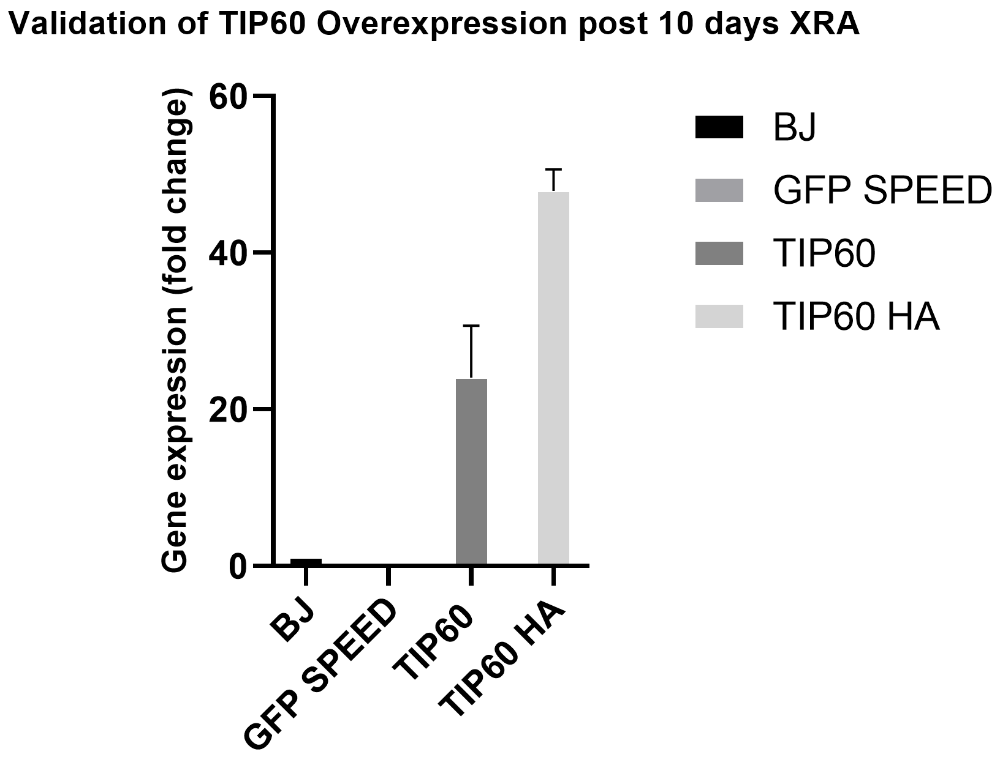 Validation of TIP60 Overexpression post 10 days XRA
Gene expression (fold change)
60
40
20
0
BJ
GFP SPEED
TIP60
TIP60 HA
BJ
GFP SPEED
TIP60
TIP60 HA